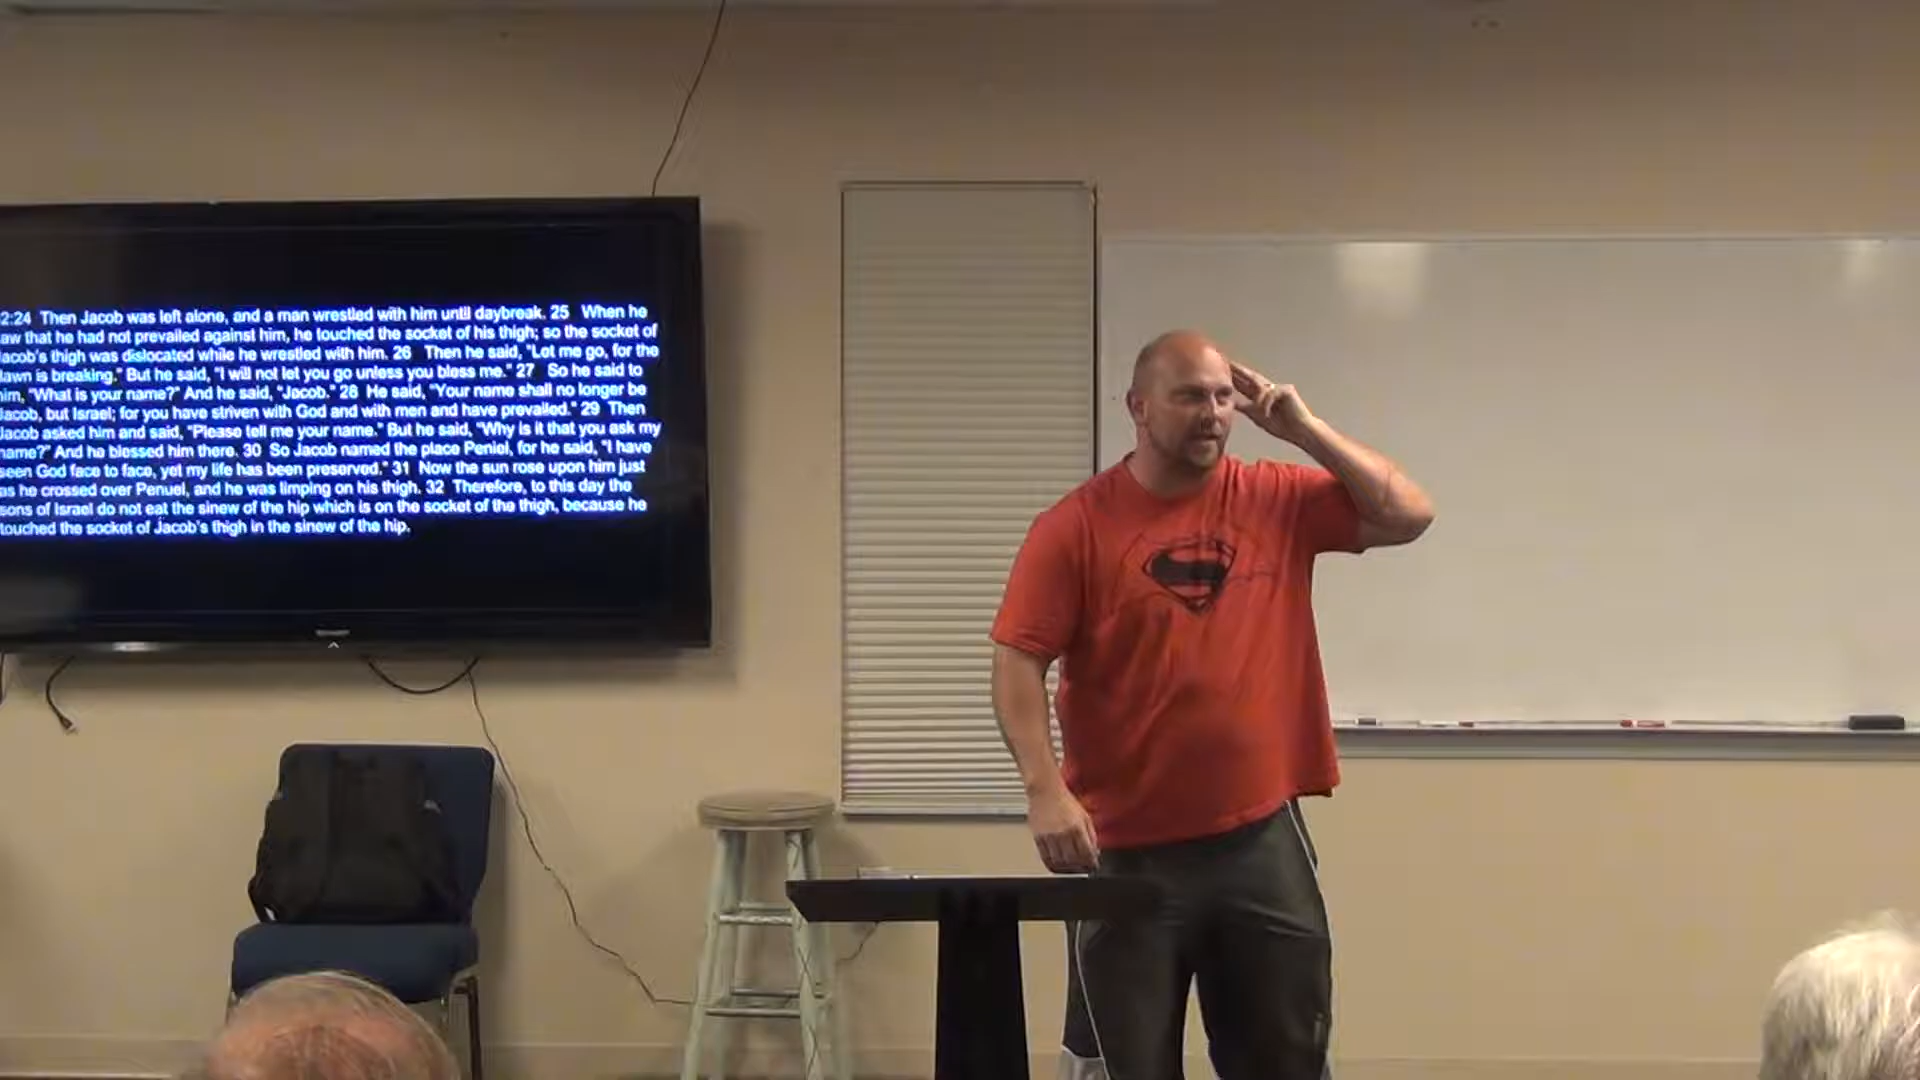 2:24 Then Jacob was left alone, and a man wrestled with him until daybreak. 25 When he
aw that he had not prevailed against him, he touched the socket of his thigh; so the socket of
Jacob's thigh was dislocated while he wrestled with him. 26 Then he said, "Let me go, for the
dawn is breaking." But he said, "I will not let you go unless you bless me." 27 So he said to
him, "What is your name?" And he said, "Jacob." 28 He said, "Your name shall no longer be
Jacob, but Israel; for you have striven with God and with men and have prevailed." 29 Then
Jacob asked him and said, "Please tell me your name." But he said, "Why is it that you ask my
name?" And he blessed him there. 30 So Jacob named the place Peniel, for he said, "I have
seen God face to face, yet my life has been preserved." 31 Now the sun rose upon him just
as he crossed over Penuel, and he was limping on his thigh. 32 Therefore, to this day the
sons of Israel do not eat the sinew of the hip which is on the socket of the thigh, because he
touched the socket of Jacob's thigh in the sinew of the hip.